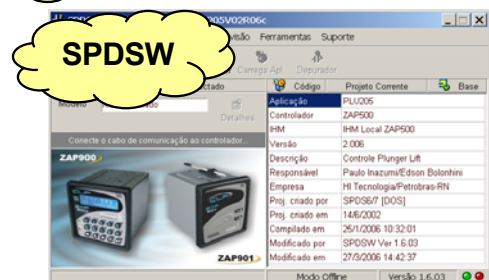 205V02R06c
SPDSW
visão Ferramentas Suporte
Carrega Apl. Depurador
Código Projeto Corrente Base
Modelo
Detalhes
Conecte o cabo de comunicação ao controlador...
ZAP900
ZAP901
Aplicação PLU205
Controlador ZAP500
IHM IHM Local ZAP500
Versão 2.006
Descrição Controle Plunger Lift
Responsável Paulo Inazumi/Edson Bolonhini
Empresa HI Tecnologia/Petrobras-RN
Proj. criado por SPDS6/7 [DOS]
Proj. criado em 14/6/2002
Compilado em 25/1/2006 10:32:01
Modificado por SPDSW Ver 1.6.03
Modificado em 27/3/2006 14:42:37
Modo Offline Versão 1.6.03